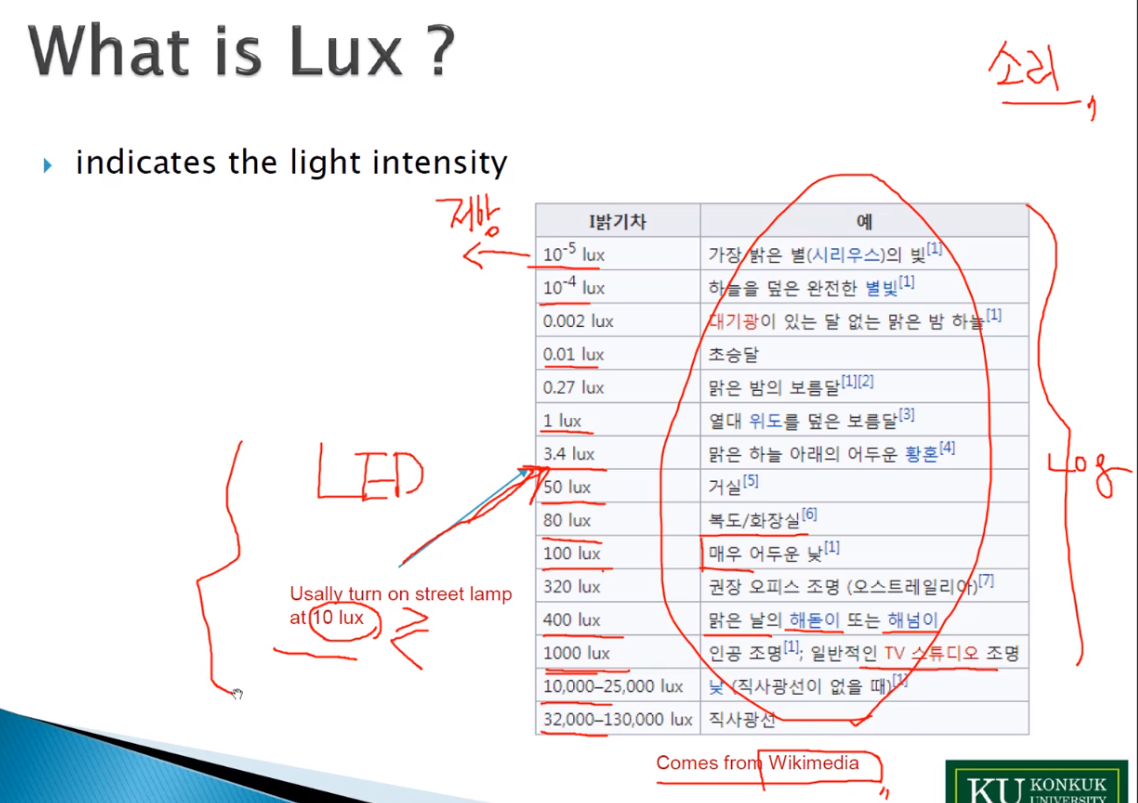 What is Lux ?
소리
indicates the light intensity
저항
I밝기차 예
10-5 lux 가장 밝은 별(시리우스)의 빛[1]
10-4 lux 하늘을 덮은 완전한 별빛[1]
0.002 lux 대기광이 있는 달 없는 맑은 밤 하늘[1]
0.01 lux 초승달
0.27 lux 맑은 밤의 보름달[1][2]
1 lux 열대 위도를 덮은 보름달[3]
3.4 lux 맑은 하늘 아래의 어두운 황혼[4]
50 lux 거실[5]
80 lux 복도/화장실[6]
100 lux 매우 어두운 낮[1]
320 lux 권장 오피스 조명 (오스트레일리아)[7]
400 lux 맑은 날의 해돋이 또는 해넘이
1000 lux 인공 조명[1]; 일반적인 TV 스튜디오 조명
10,000–25,000 lux 낮 (직사광선이 없을 때)[1]
32,000–130,000 lux 직사광선
Log
LED
Usally turn on street lamp
at 10 lux
Comes from Wikimedia
KU KONKUK
UNIVERSITY